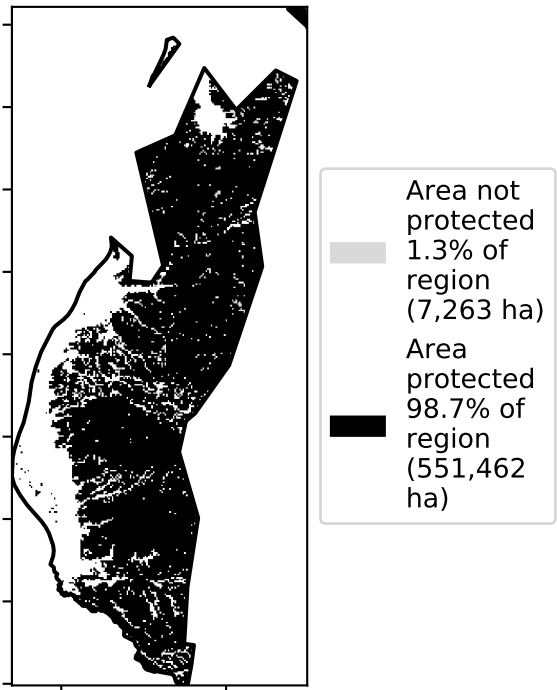 Area not
protected
1.3% of
region
(7,263 ha)
Area
protected
98.7% of
region
(551,462
ha)